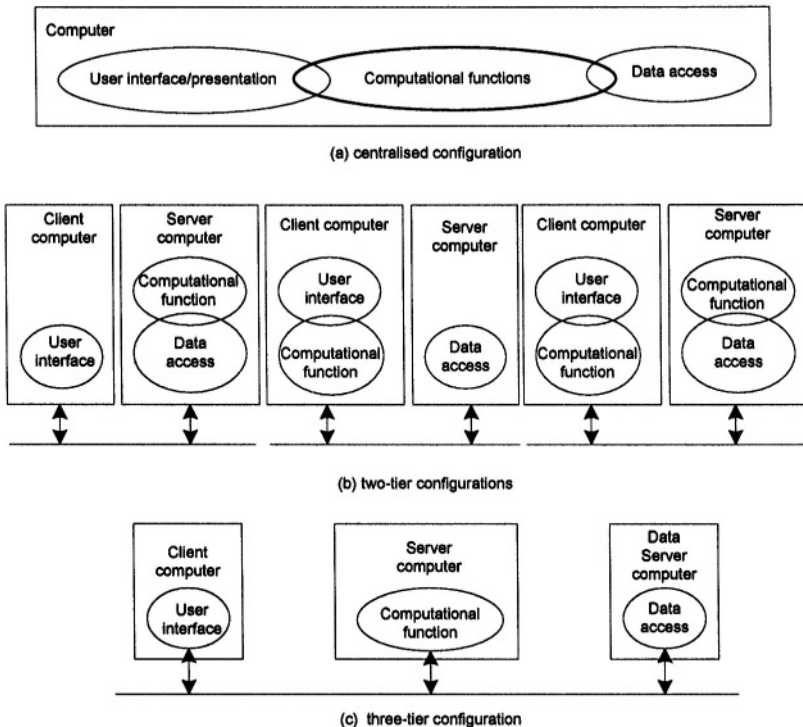 Computer
User interface/presentation
Computational functions
Data access
(a) centralised configuration
Client
computer
User
interface
Server
computer
Computational
function
Data
access
Client computer
User
interface
Computational
function
Server
computer
Data
access
Client computer
User
interface
Computational
function
Server
computer
Computational
function
Data
access
(b) two-tier configurations
Client
computer
User
interface
Server
computer
Computational
function
Data
Server
computer
Data
access
(c) three-tier configuration